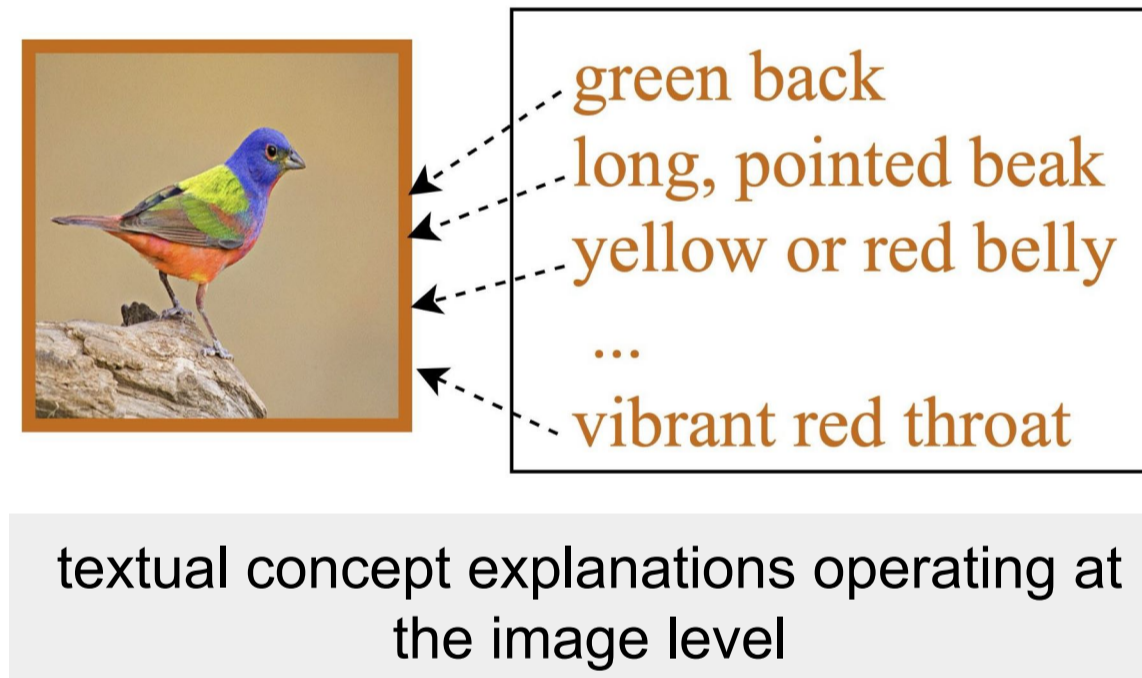 green back
long, pointed beak
yellow or red belly
...
vibrant red throat
textual concept explanations operating at
the image level